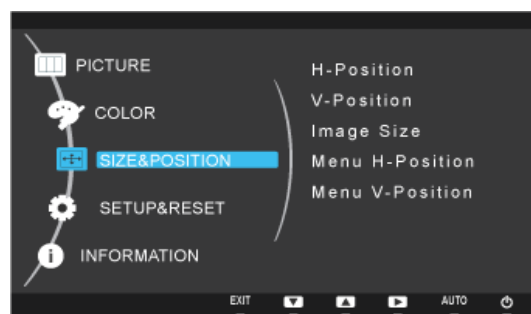 PICTURE
COLOR
SIZE&POSITION
SETUP&RESET
INFORMATION
H-Position
V-Position
Image Size
Menu H-Position
Menu V-Position
EXIT AUTO